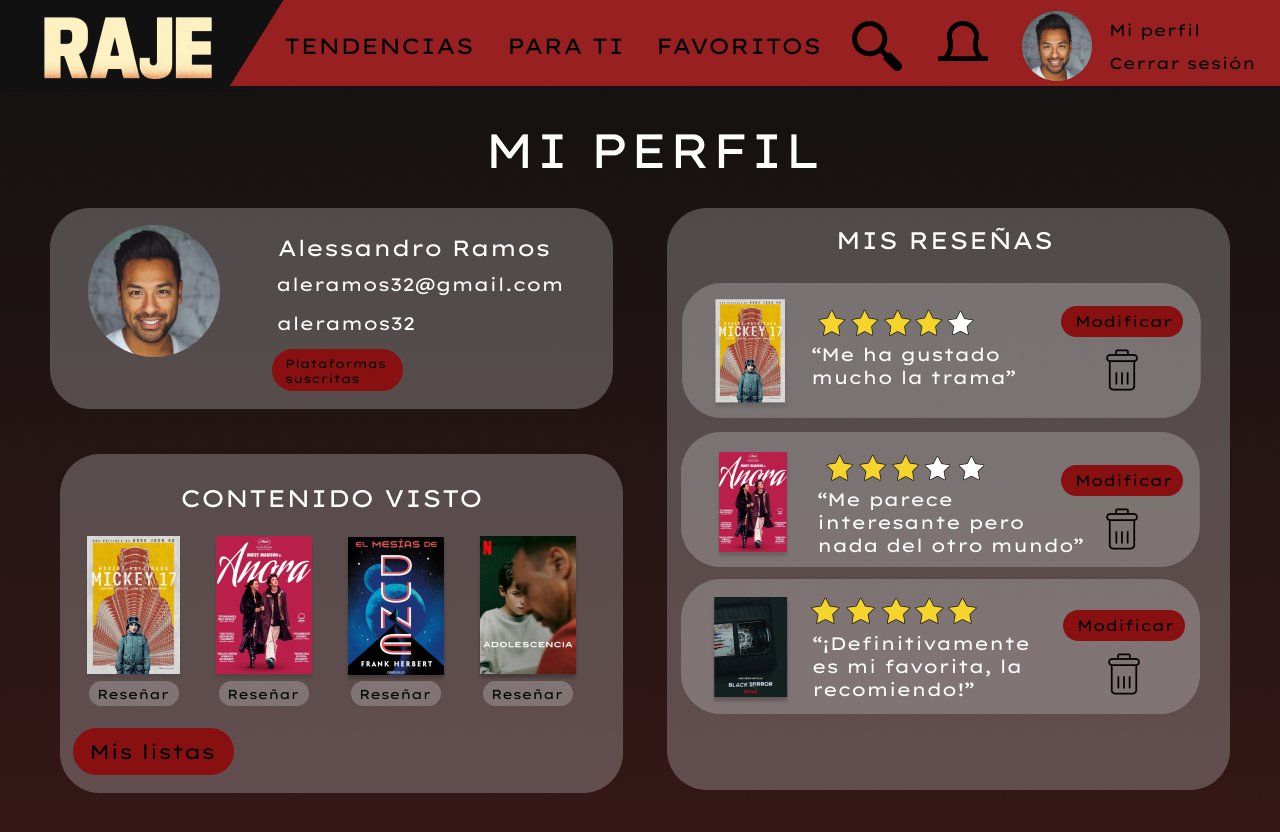 RAJE
TENDENCIAS
PARA TI
FAVORITOS
Mi perfil
Cerrar sesión
MI PERFIL
Alessandro Ramos
aleramos32@gmail.com
aleramos32
Plataformas
suscritas
CONTENIDO VISTO
MICKEY 17
MIKEY MADISON
Anora
EL MESÍAS DE
DUNE
FRANK HERBERT
N
ADOLESCENCIA
Reseñar
Reseñar
Reseñar
Reseñar
Mis listas
MIS RESEÑAS
MICKEY 17
“Me ha gustado
mucho la trama”
Modificar
Anora
“Me parece
interesante pero
nada del otro mundo”
Modificar
BLACK MIRROR
“¡Definitivamente
es mi favorita, la
recomiendo!”
Modificar